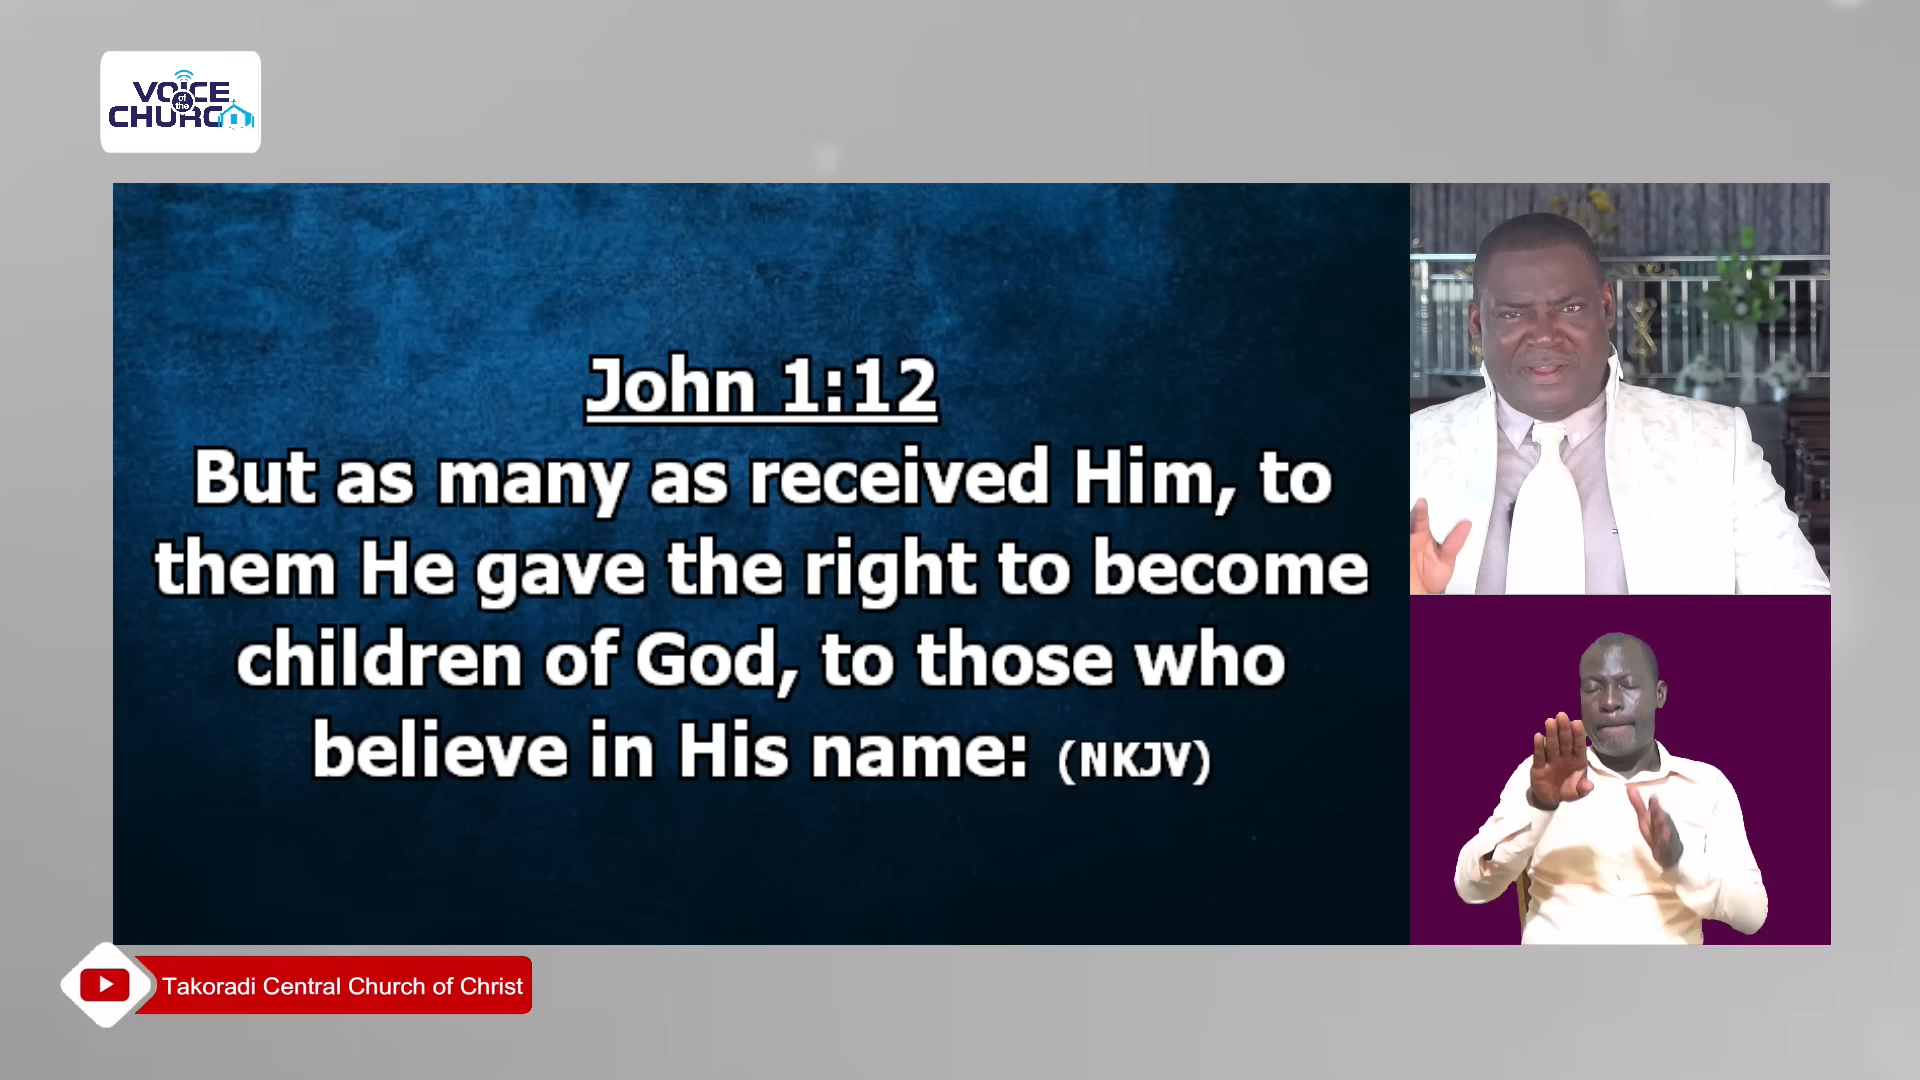 VOICE
of the
CHURCH
John 1:12
But as many as received Him, to
them He gave the right to become
children of God, to those who
believe in His name: (NKJV)
Takoradi Central Church of Christ